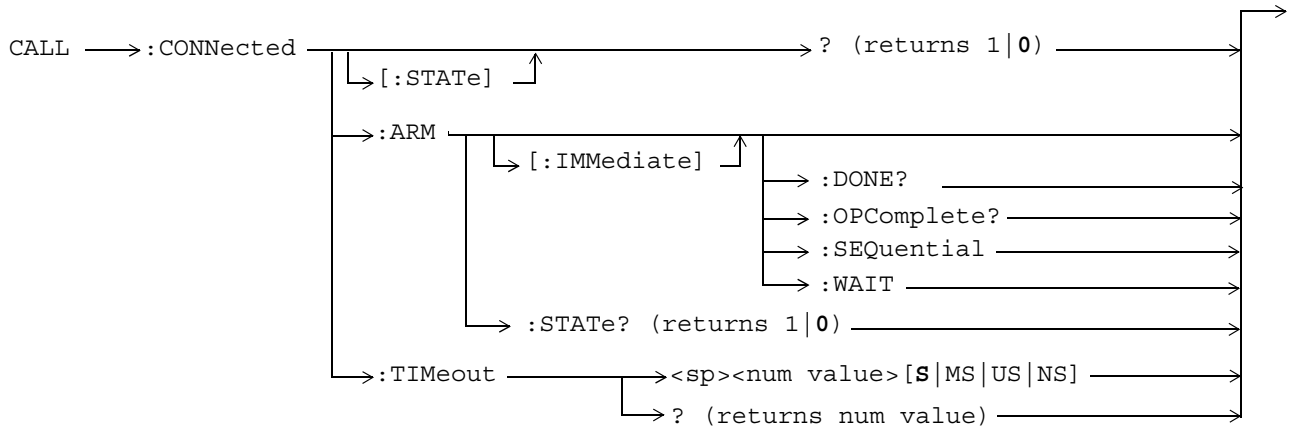 CALL :CONNected ? (returns 1|0)
[:STATe]
:ARM
[:IMMediate]
:DONE?
:OPComplete?
:SEQuential
:WAIT
:STATe? (returns 1|0)
:TIMeout <sp><num value>[S|MS|US|NS]
? (returns num value)